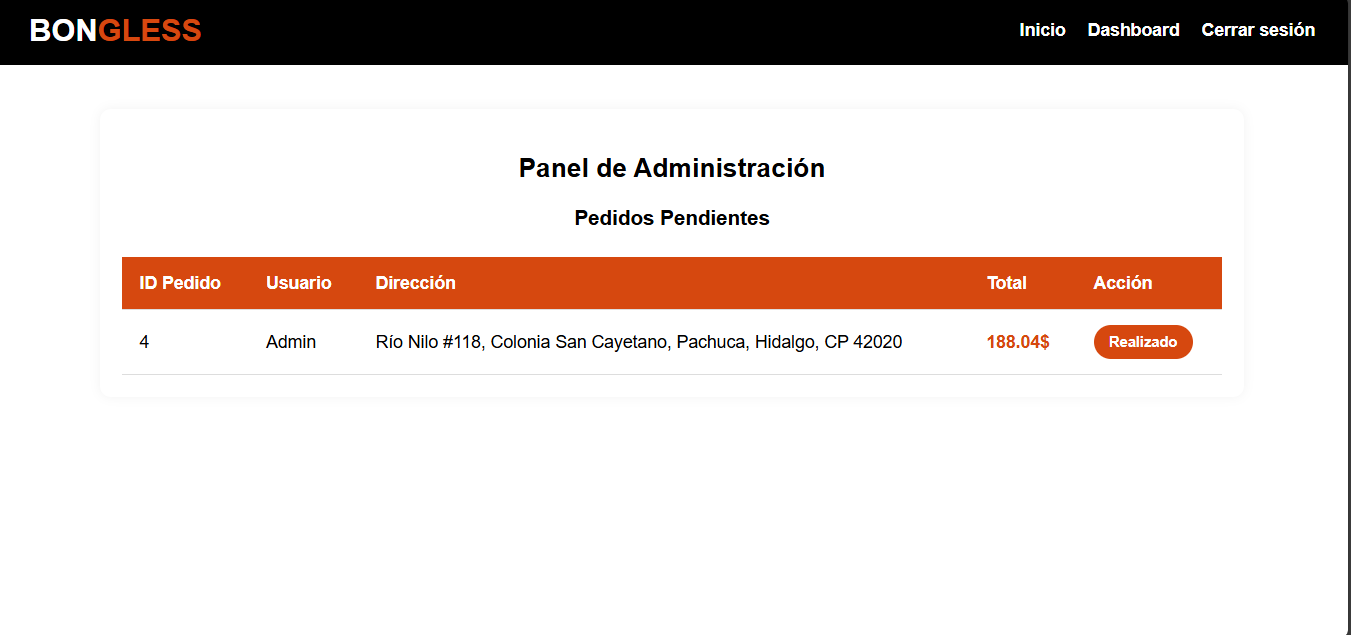 BONGLESS
Inicio Dashboard Cerrar sesión
Panel de Administración
Pedidos Pendientes
ID Pedido Usuario Dirección Total Acción
4 Admin Río Nilo #118, Colonia San Cayetano, Pachuca, Hidalgo, CP 42020 188.04$ Realizado